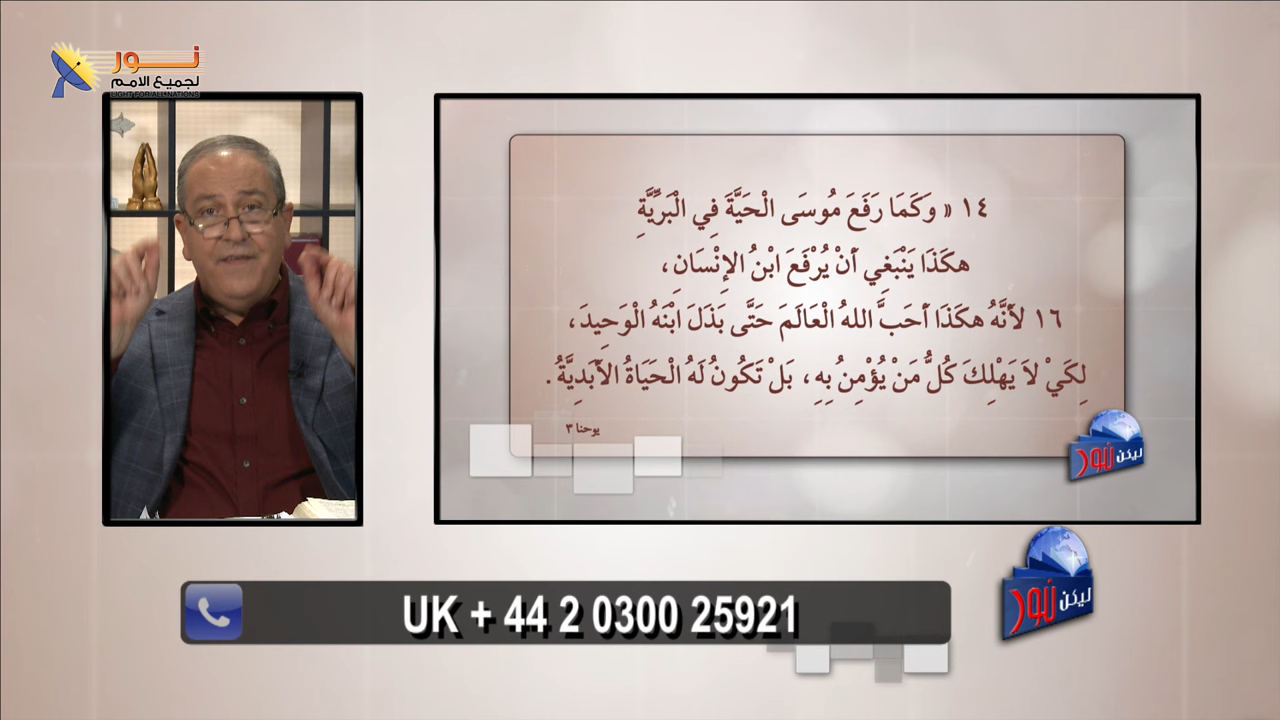 نور
لجميع الامم
LIGHT FOR ALL NATIONS
١٤ « وَكَمَا رَفَعَ مُوسَى الْحَيَّةَ فِي الْبَرِّيَّةِ
هكَذَا يَنْبَغِي أَنْ يُرْفَعَ ابْنُ الإِنْسَانِ،
١٦ لأَنَّهُ هكَذَا أَحَبَّ اللهُ الْعَالَمَ حَتَّى بَذَلَ ابْنَهُ الْوَحِيدَ،
لِكَيْ لاَ يَهْلِكَ كُلُّ مَنْ يُؤْمِنُ بِهِ، بَلْ تَكُونُ لَهُ الْحَيَاةُ الأَبَدِيَّةُ.
يوحنا ٣
ليكن نور
ليكن نور
UK + 44 2 0300 25921